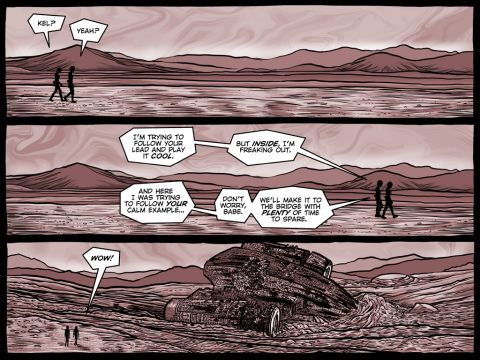 KEL?
YEAH?
I'M TRYING TO
FOLLOW YOUR
LEAD AND PLAY
IT COOL.
BUT INSIDE, I'M
FREAKING OUT.
AND HERE
I WAS TRYING
TO FOLLOW YOUR
CALM EXAMPLE...
DON'T
WORRY,
BABE.
WE'LL MAKE IT TO
THE BRIDGE WITH
PLENTY OF TIME
TO SPARE.
WOW!